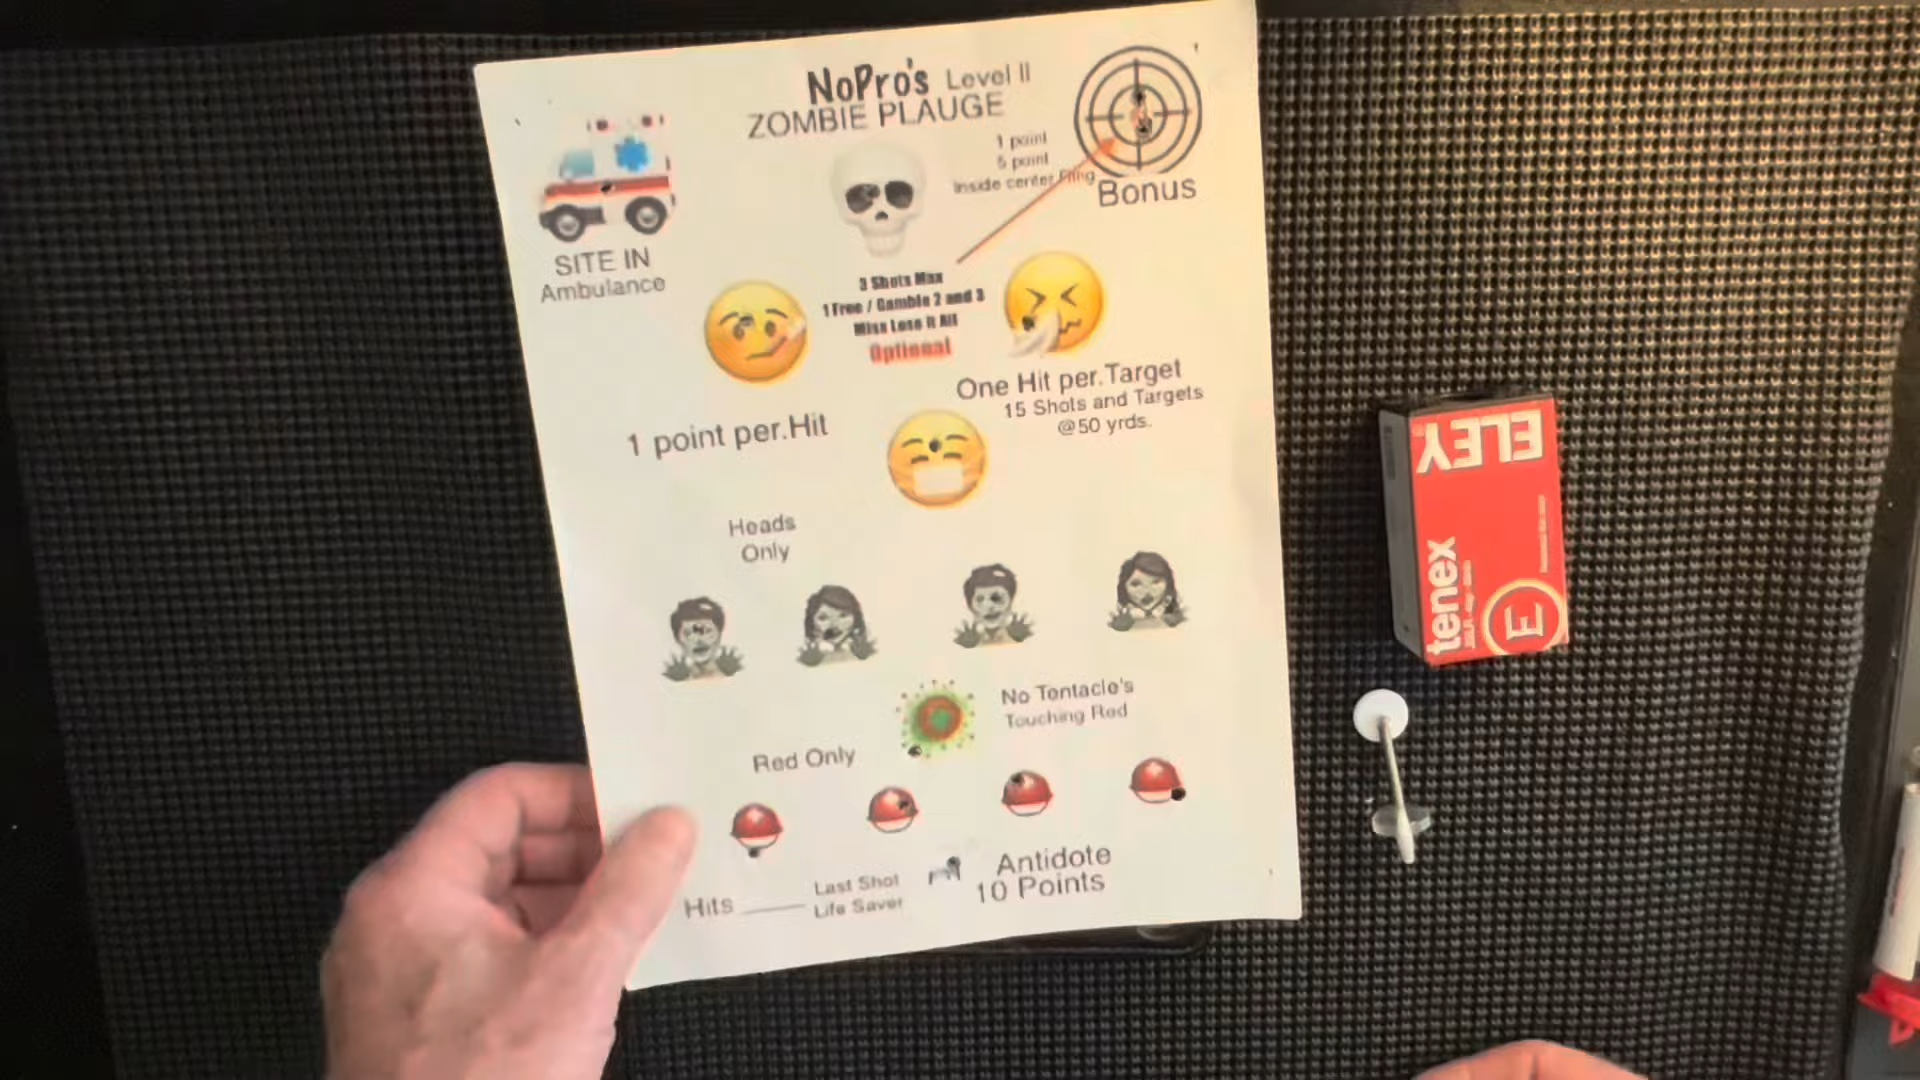 NoPro's Level II
ZOMBIE PLAUGE
1 point
5 point
Inside center Ring
Bonus
SITE IN
Ambulance
3 Shots Max
1 Free / Gamble 2 and 3
Miss Lose it All
Optional
One Hit per.Target
15 Shots and Targets
@50 yrds.
1 point per.Hit
Heads
Only
No Tentacle's
Touching Red
Red Only
Hits ____
Last Shot
Life Saver
Antidote
10 Points
ELEY
tenex
E